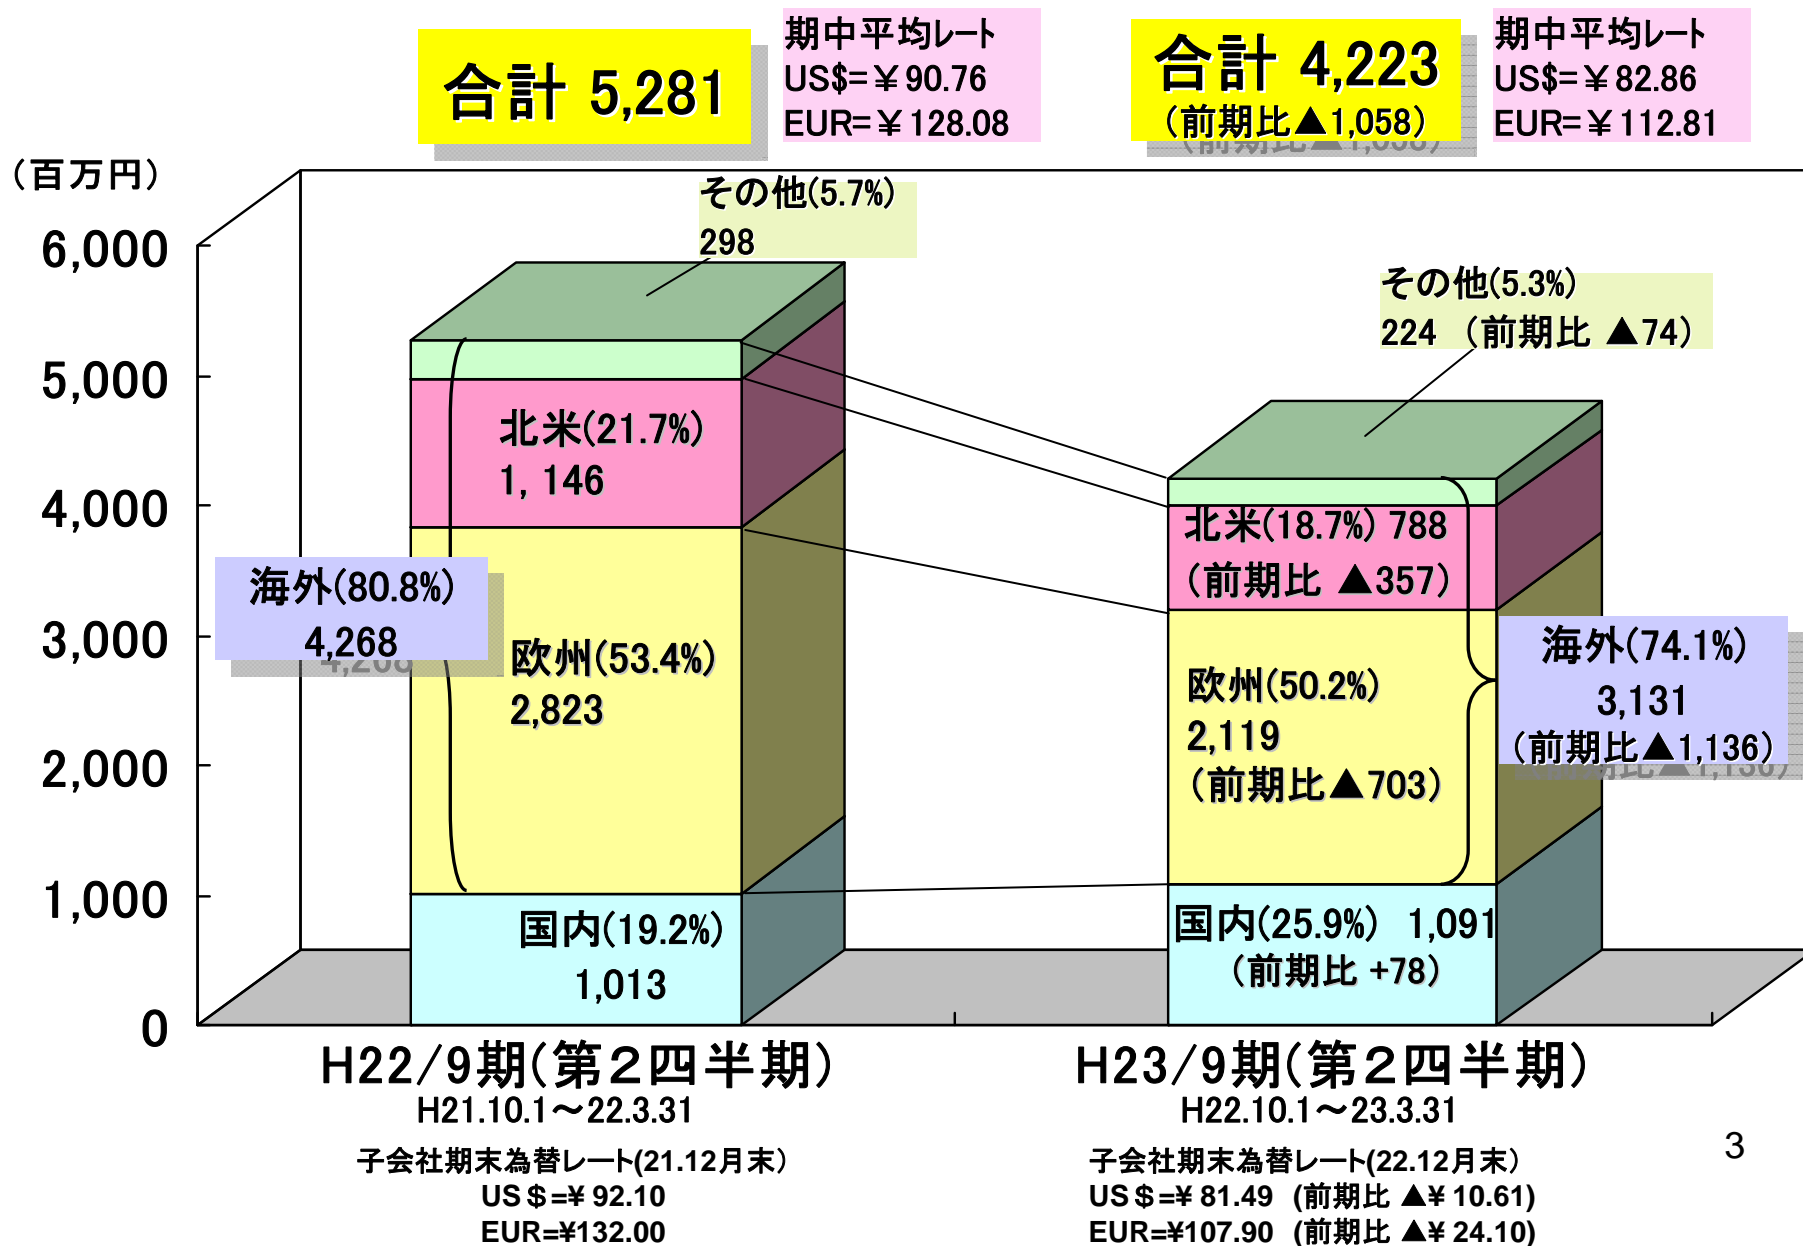 合計 5,281
期中平均レート
US$=￥90.76
EUR=￥128.08
合計 4,223
（前期比▲1,058）
期中平均レート
US$=￥82.86
EUR=￥112.81
（百万円）
6,000
5,000
4,000
3,000
2,000
1,000
0
その他(5.7%)
298
北米(21.7%)
1, 146
海外(80.8%)
4,268
欧州(53.4%)
2,823
国内(19.2%)
1,013
その他(5.3%)
224 （前期比 ▲74）
北米(18.7%) 788
（前期比 ▲357）
欧州(50.2%)
2,119
（前期比▲703）
海外(74.1%)
3,131
（前期比▲1,136）
国内(25.9%) 1,091
（前期比 +78）
H22/9期(第２四半期)
H21.10.1～22.3.31
子会社期末為替レート(21.12月末）
US＄=¥ 92.10
EUR=¥132.00
H23/9期(第２四半期)
H22.10.1～23.3.31
子会社期末為替レート(22.12月末）
US＄=¥ 81.49 (前期比 ▲¥ 10.61)
EUR=¥107.90 (前期比 ▲¥ 24.10)
3